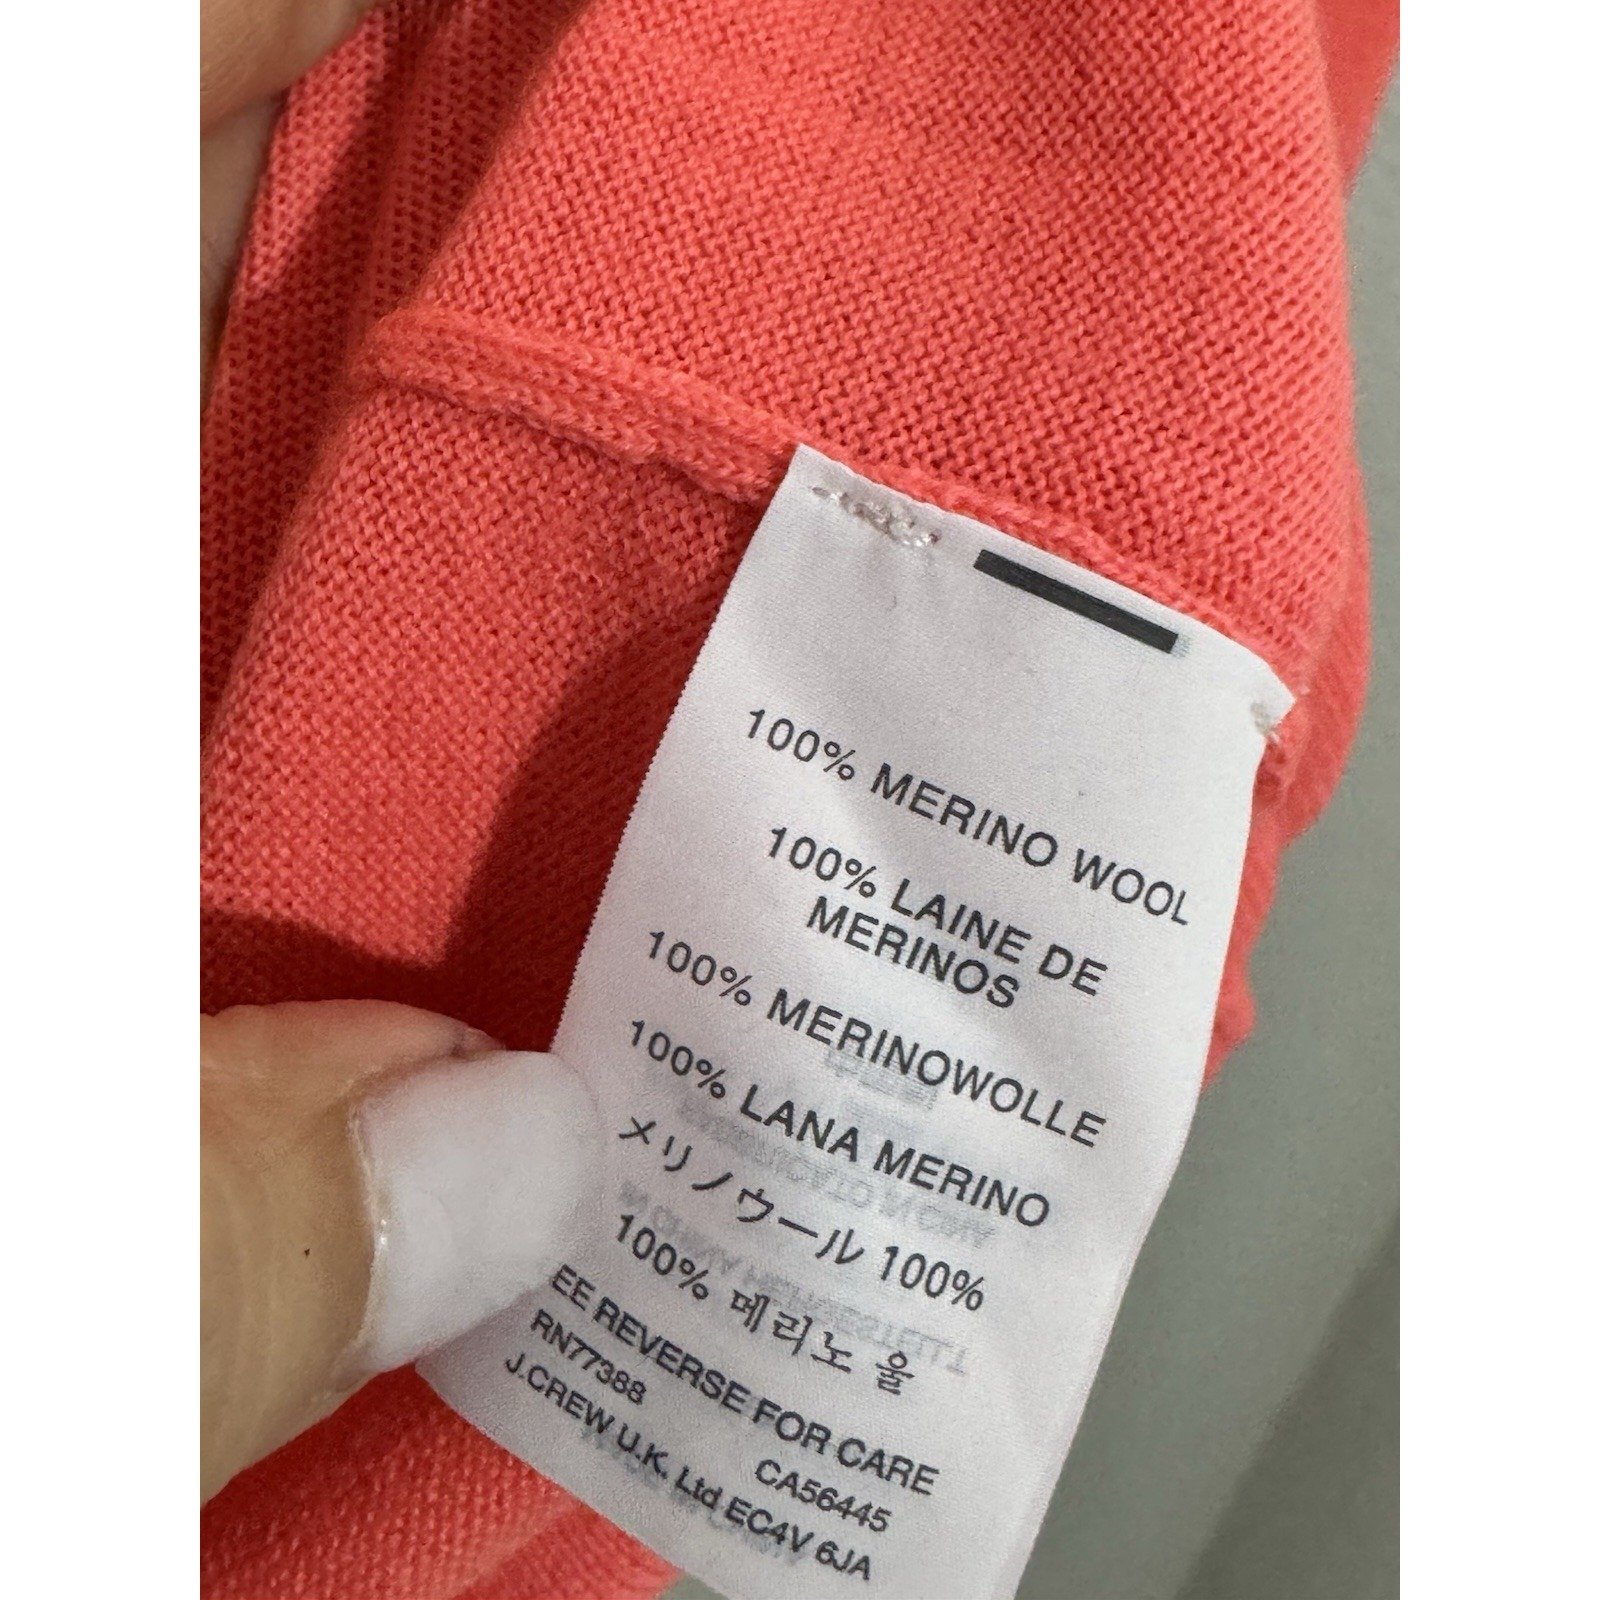 100% MERINO WOOL
100% LAINE DE
MERINOS
100% MERINOWOLLE
100% LANA MERINO
メリノウール 100%
100% 메리노 울
EE REVERSE FOR CARE
RN77388 CA56445
J.CREW U.K. Ltd EC4V 6JA